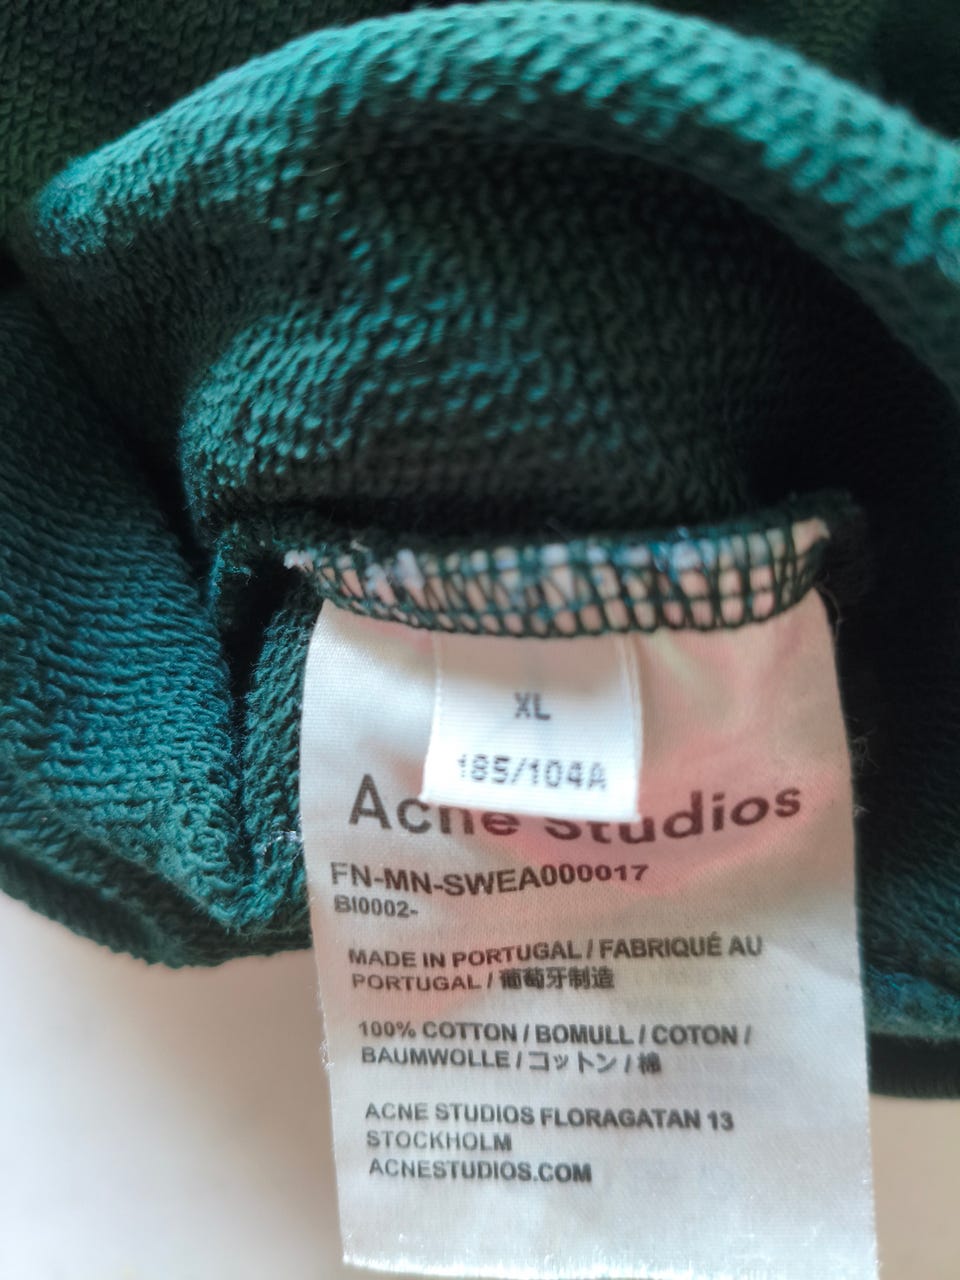 XL
185/104A
Acne Studios
FN-MN-SWEA000017
BI0002-
MADE IN PORTUGAL / FABRIQUÉ AU
PORTUGAL / 葡萄牙制造
100% COTTON / BOMULL / COTON /
BAUMWOLLE / コットン / 棉
ACNE STUDIOS FLORAGATAN 13
STOCKHOLM
ACNESTUDIOS.COM